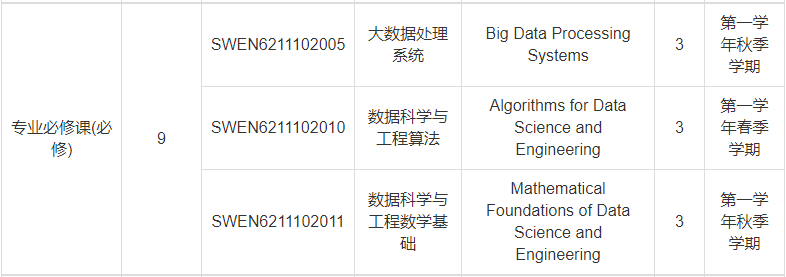 专业必修课(必
修)
9
SWEN6211102005
大数据处理
系统
Big Data Processing
Systems
3
第一学
年秋季
学期
SWEN6211102010
数据科学与
工程算法
Algorithms for Data
Science and
Engineering
3
第一学
年春季
学期
SWEN6211102011
数据科学与
工程数学基
础
Mathematical
Foundations of Data
Science and
Engineering
3
第一学
年秋季
学期